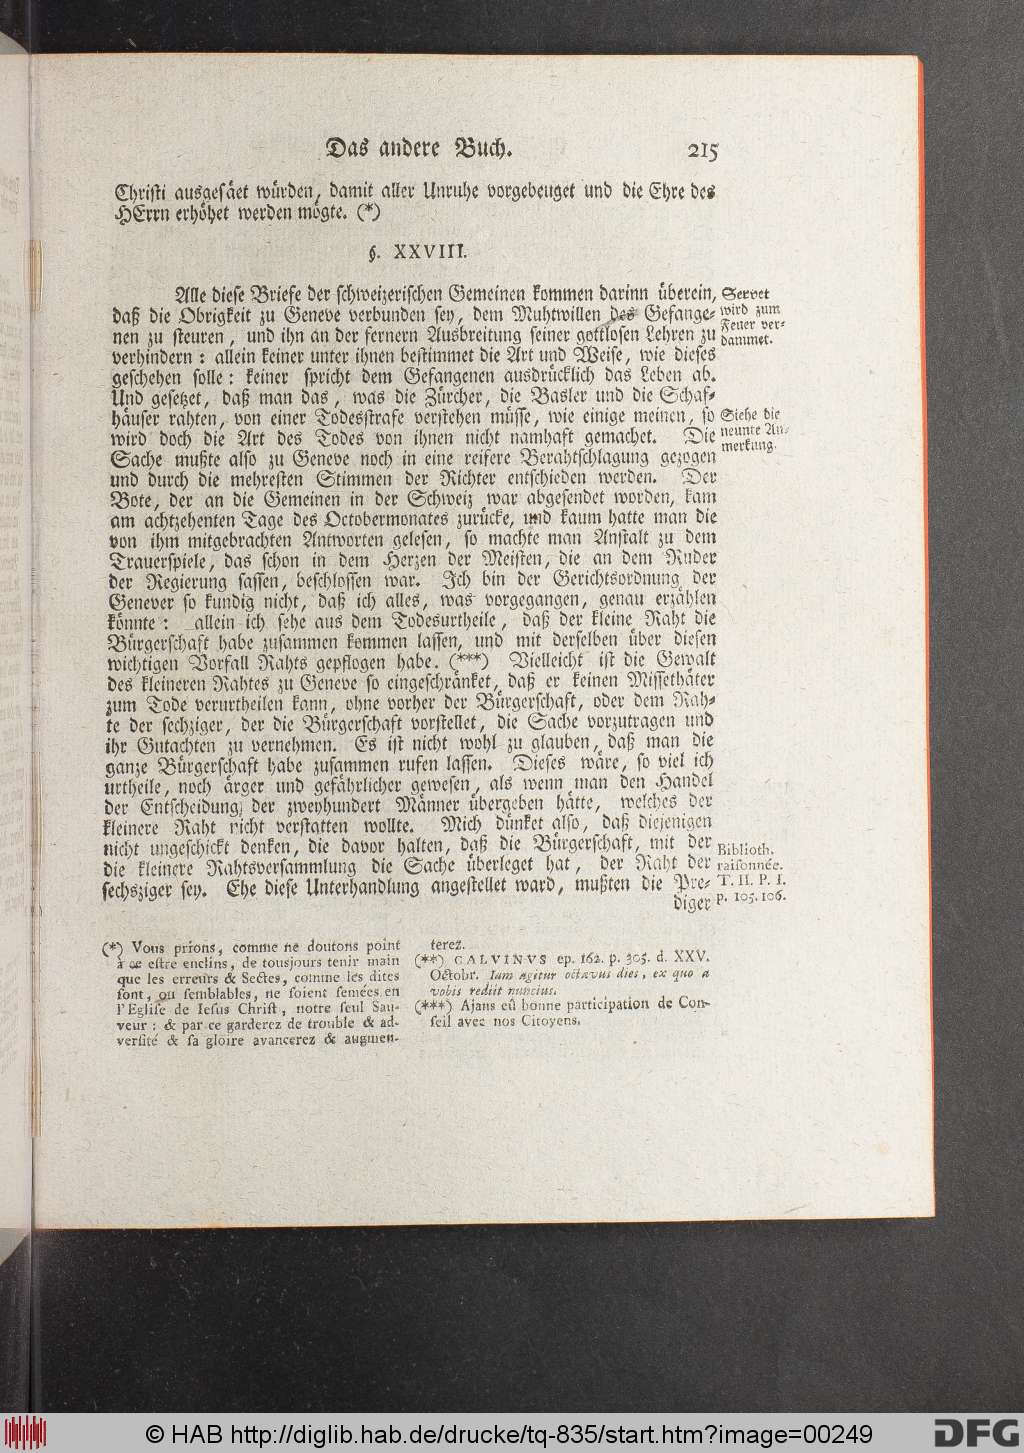 Das andere Buch. 215
Christi ausgesäet würden, damit aller Unruhe vorgebeuget und die Ehre des
HErrn erhöhet werden mögte. (*)
§. XXVIII.
Alle diese Briefe der schweizerischen Gemeinen kommen darinn überein,
daß die Obrigkeit zu Geneve verbunden sey, dem Muhtwillen des Gefange-
nen zu steuren, und ihn an der fernern Ausbreitung seiner gottlosen Lehren zu
verhindern: allein keiner unter ihnen bestimmet die Art und Weise, wie dieses
geschehen solle: keiner spricht dem Gefangenen ausdrücklich das Leben ab.
Und gesetzet, daß man das, was die Zürcher, die Basler und die Schaf-
häuser rahten, von einer Todesstrafe verstehen müsse, wie einige meinen, so
wird doch die Art des Todes von ihnen nicht namhaft gemachet. Die
Sache mußte also zu Geneve noch in eine reifere Berahtschlagung gezogen
und durch die mehresten Stimmen der Richter entschieden werden. Der
Bote, der an die Gemeinen in der Schweiz war abgesendet worden, kam
am achtzehenten Tage des Octobermonates zurücke, und kaum hatte man die
von ihm mitgebrachten Antworten gelesen, so machte man Anstalt zu dem
Trauerspiele, das schon in dem Herzen der Meisten, die an dem Ruder
der Regierung sassen, beschlossen war. Ich bin der Gerichtsordnung der
Genever so kundig nicht, daß ich alles, was vorgegangen, genau erzählen
könnte: allein ich sehe aus dem Todesurtheile, daß der kleine Raht die
Bürgerschaft habe zusammen kommen lassen, und mit derselben über diesen
wichtigen Vorfall Rahts gepflogen habe. (***) Vielleicht ist die Gewalt
des kleineren Rahtes zu Geneve so eingeschränket, daß er keinen Missethäter
zum Tode verurtheilen kann, ohne vorher der Bürgerschaft, oder dem Rah-
te der sechziger, der die Bürgerschaft vorstellet, die Sache vorzutragen und
ihr Gutachten zu vernehmen. Es ist nicht wohl zu glauben, daß man die
ganze Bürgerschaft habe zusammen rufen lassen. Dieses wäre, so viel ich
urtheile, noch ärger und gefährlicher gewesen, als wenn man den Handel
der Entscheidung der zweyhundert Männer übergeben hätte, welches der
kleinere Raht nicht verstatten wollte. Mich dünket also, daß diejenigen
nicht ungeschickt denken, die davor halten, daß die Bürgerschaft, mit der
die kleinere Rahtsversammlung die Sache überleget hat, der Raht der
sechsziger sey. Ehe diese Unterhandlung angestellet ward, mußten die Pre-
diger
Servet
wird zum
Feuer ver-
dammet.
Siehe die
neunte An-
merkung.
Biblioth.
raisonnée.
T. II. P. I.
p. 105. 106.
(*) Vous prions, comme ne doutons point
à ce estre enclins, de tousjours tenir main
que les erreurs & Sectes, comme les dites
sont, ou semblables, ne soient semées en
l'Eglise de Iesus Christ, notre seul Sau-
veur; & par ce garderez de trouble & ad-
versité & sa gloire avancerez & augmen-
terez.
(**) CALVINVS ep. 162. p. 305. d. XXV.
Octobr. Iam agitur octavus dies, ex quo a
vobis rediit nuncius.
(***) Ajans eû bonne participation de Con-
seil avec nos Citoyens.
© HAB http://diglib.hab.de/drucke/tq-835/start.htm?image=00249
DFG